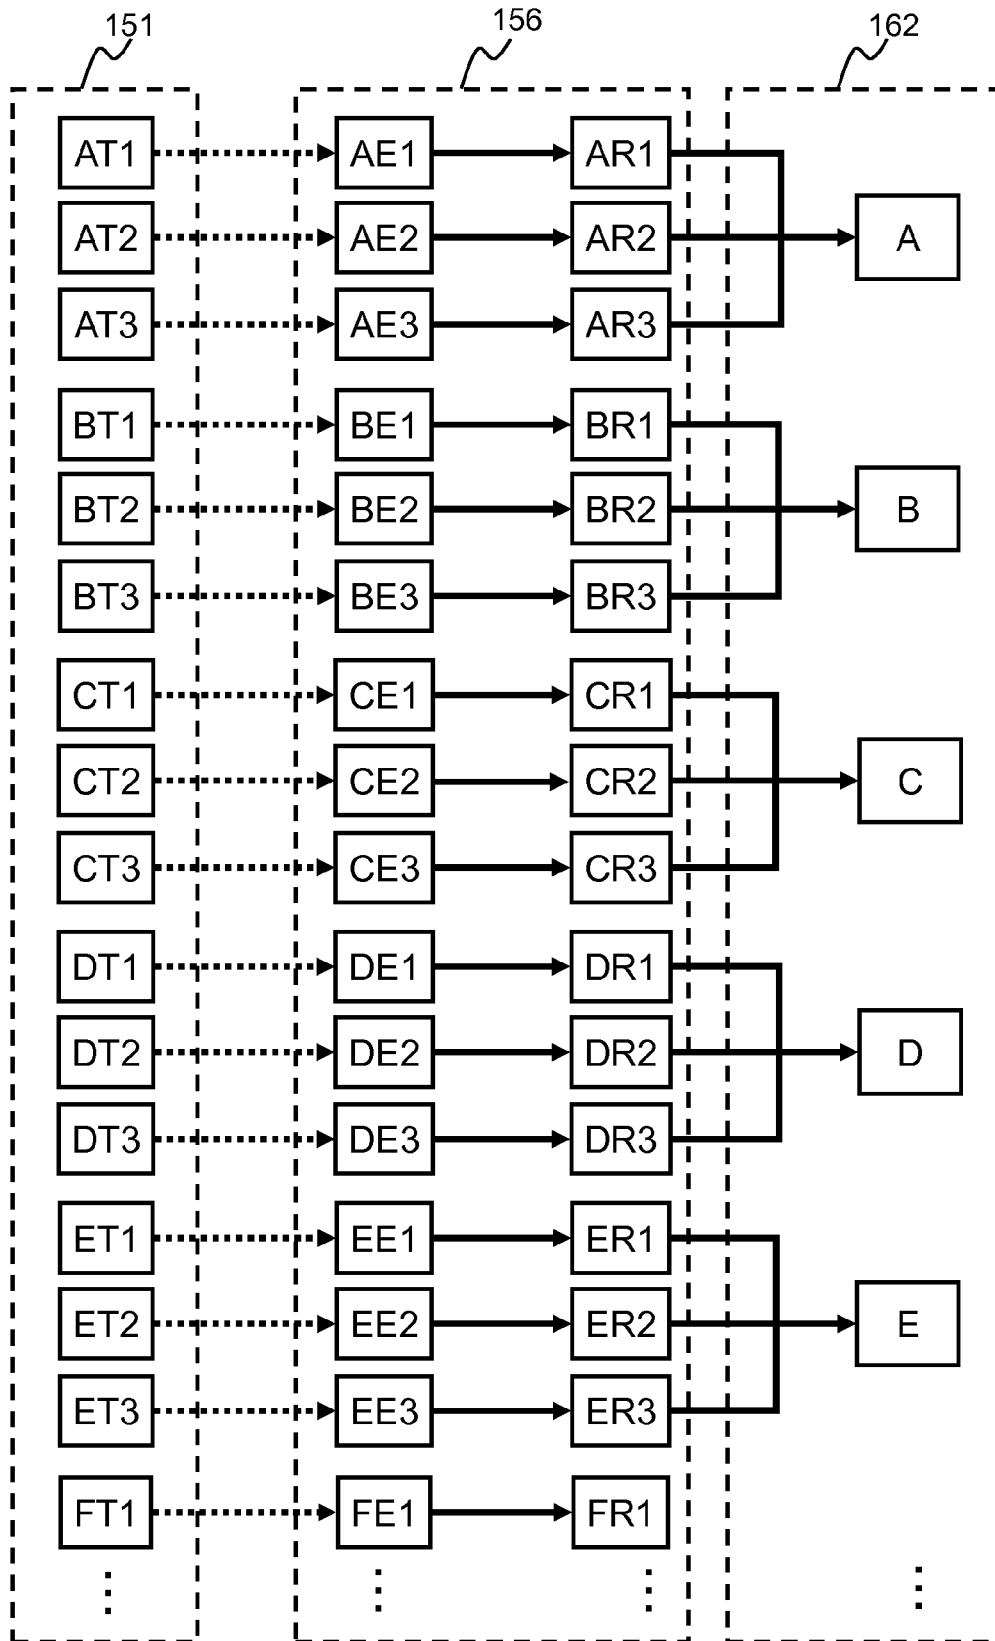 151 156 162
AT1 AE1 AR1
A
AT2 AE2 AR2
AT3 AE3 AR3
BT1 BE1 BR1
BT2 BE2 BR2 B
BT3 BE3 BR3
CT1 CE1 CR1
CT2 CE2 CR2 C
CT3 CE3 CR3
DT1 DE1 DR1
DT2 DE2 DR2 D
DT3 DE3 DR3
ET1 EE1 ER1
ET2 EE2 ER2 E
ET3 EE3 ER3
FT1 FE1 FR1
⋮ ⋮ ⋮ ⋮